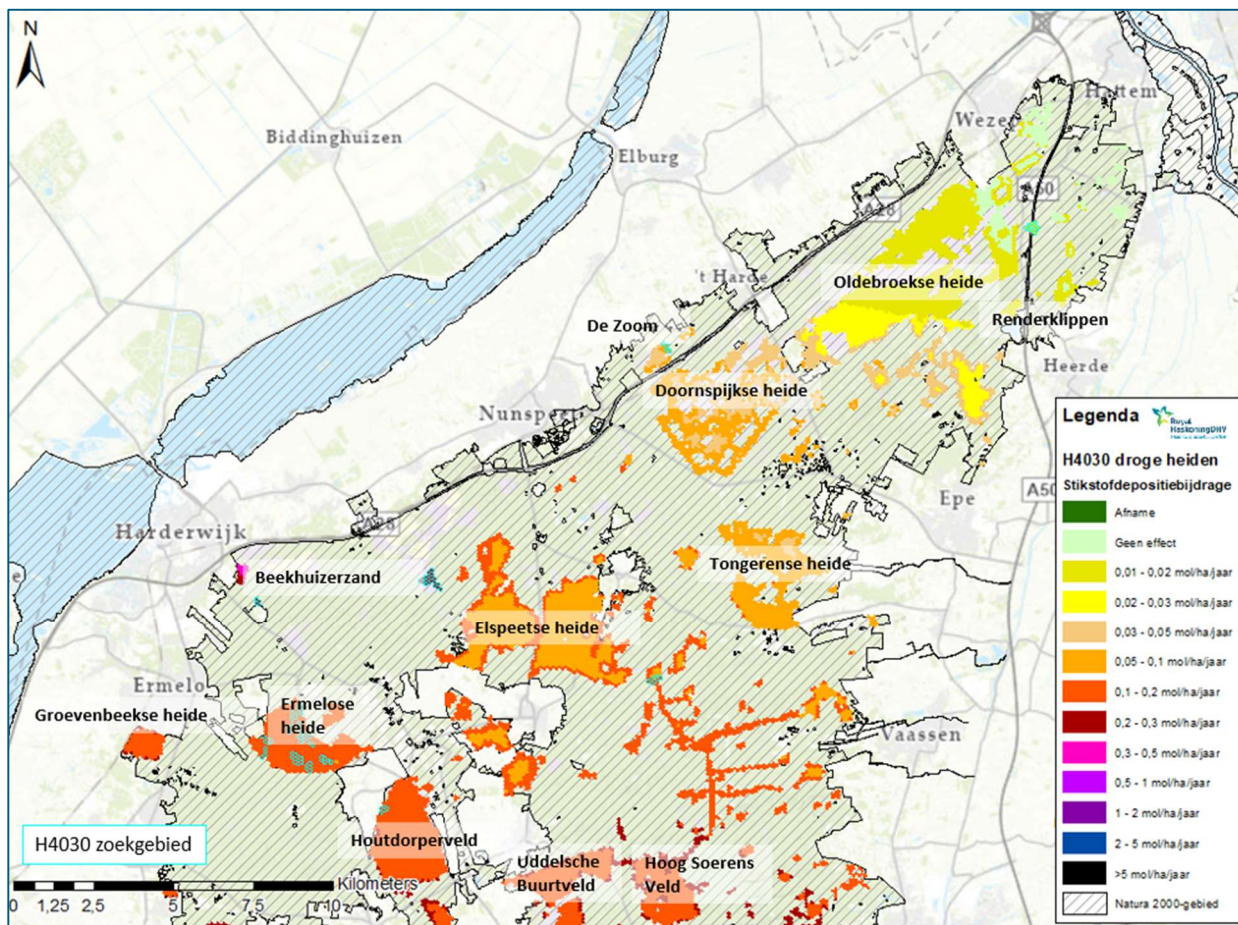 N
Hattem
Wezep
Biddinghuizen
Elburg
A50
A28
't Harde
Oldebroekse heide
De Zoom
Renderklippen
Heerde
Doornspijkse heide
Nunspeet
Legenda
Royal
HaskoningDHV
H4030 droge heiden
Stikstofdepositiebijdrage
Afname
Geen effect
0,01 - 0,02 mol/ha/jaar
0,02 - 0,03 mol/ha/jaar
0,03 - 0,05 mol/ha/jaar
0,05 - 0,1 mol/ha/jaar
0,1 - 0,2 mol/ha/jaar
0,2 - 0,3 mol/ha/jaar
0,3 - 0,5 mol/ha/jaar
0,5 - 1 mol/ha/jaar
1 - 2 mol/ha/jaar
2 - 5 mol/ha/jaar
>5 mol/ha/jaar
Natura 2000-gebied
Epe
A50
A28
Harderwijk
Beekhuizerzand
Tongerense heide
Elspeetse heide
Ermelo
Groevenbeekse heide
Ermelose
heide
Vaassen
Houtdorperveld
H4030 zoekgebied
Uddelsche
Buurtveld
Hoog Soerens
Veld
Kilometers
0 1,25 2,5 5 7,5 10